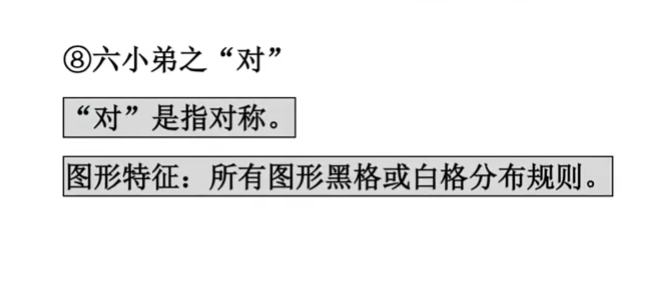 ⑧六小弟之“对”
“对”是指对称。
图形特征：所有图形黑格或白格分布规则。